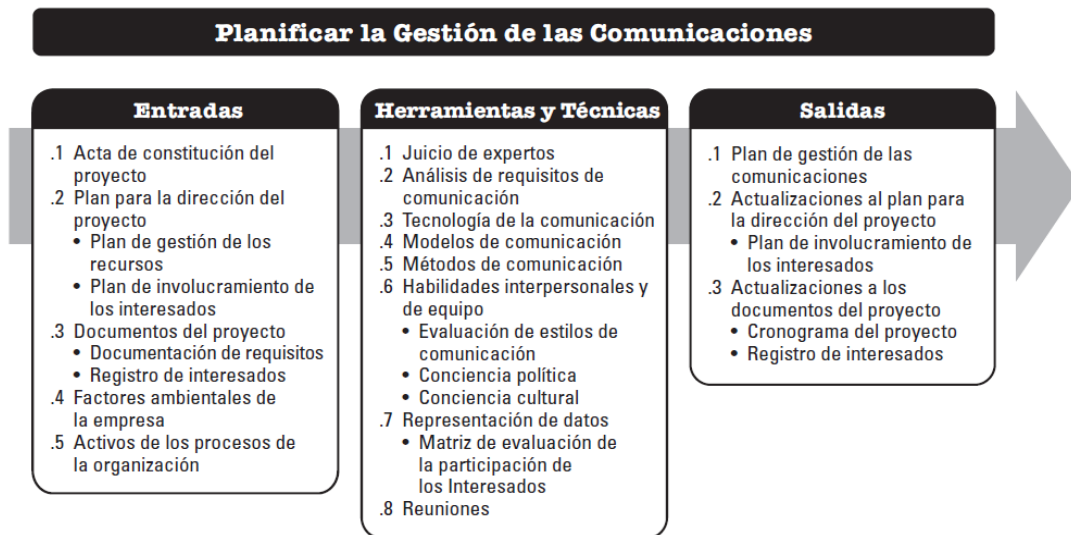 Planificar la Gestión de las Comunicaciones
Entradas
.1 Acta de constitución del
proyecto
.2 Plan para la dirección del
proyecto
• Plan de gestión de los
recursos
• Plan de involucramiento de
los interesados
.3 Documentos del proyecto
• Documentación de requisitos
• Registro de interesados
.4 Factores ambientales de
la empresa
.5 Activos de los procesos de
la organización
Herramientas y Técnicas
.1 Juicio de expertos
.2 Análisis de requisitos de
comunicación
.3 Tecnología de la comunicación
.4 Modelos de comunicación
.5 Métodos de comunicación
.6 Habilidades interpersonales y
de equipo
• Evaluación de estilos de
comunicación
• Conciencia política
• Conciencia cultural
.7 Representación de datos
• Matriz de evaluación de
la participación de
los Interesados
.8 Reuniones
Salidas
.1 Plan de gestión de las
comunicaciones
.2 Actualizaciones al plan para
la dirección del proyecto
• Plan de involucramiento de
los interesados
.3 Actualizaciones a los
documentos del proyecto
• Cronograma del proyecto
• Registro de interesados